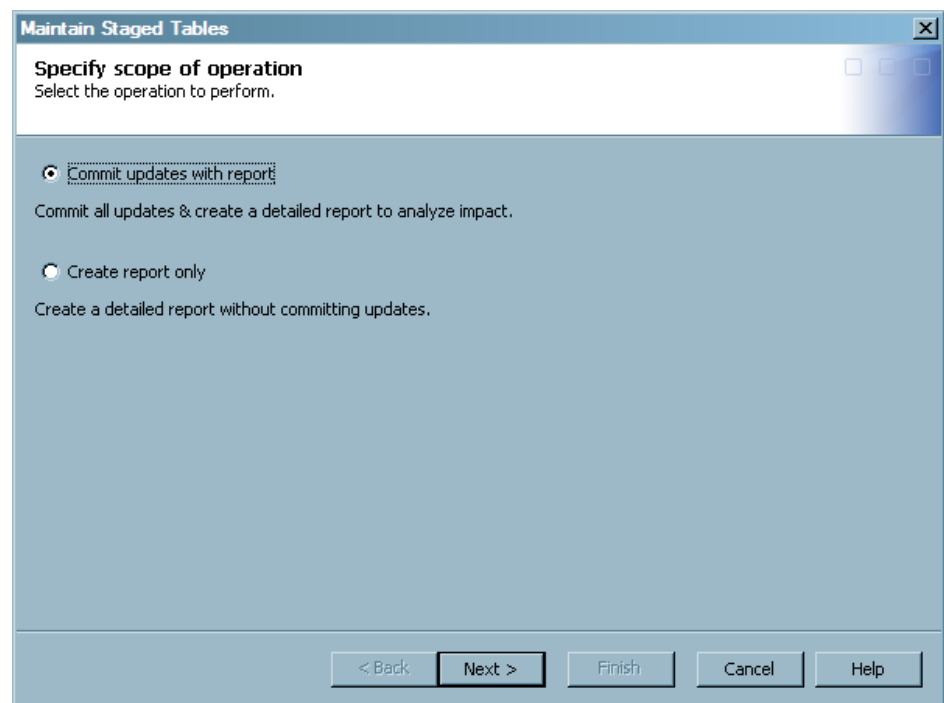 Maintain Staged Tables
Specify scope of operation
Select the operation to perform.
Commit updates with report
Commit all updates & create a detailed report to analyze impact.
Create report only
Create a detailed report without committing updates.
< Back Next > Finish Cancel Help